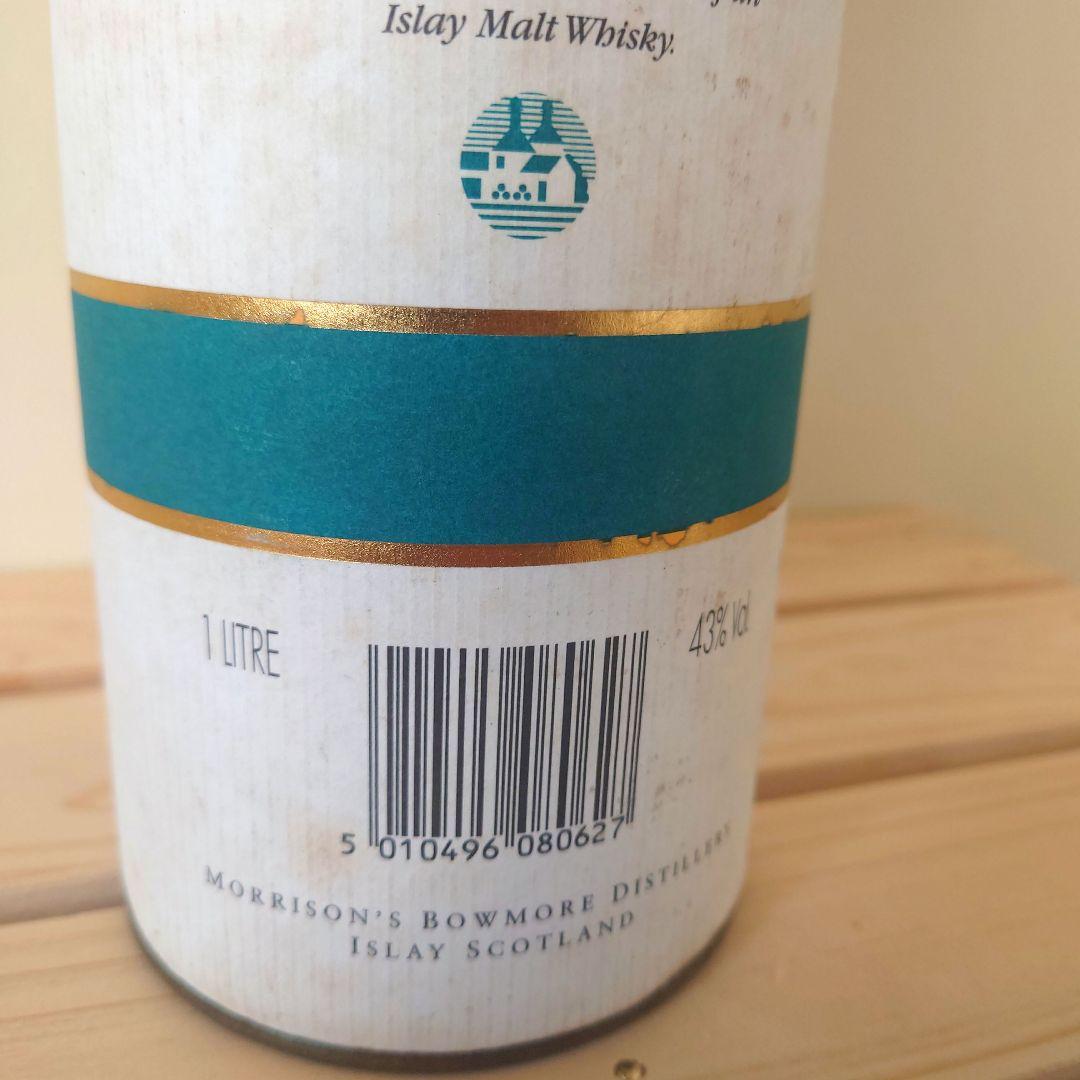 Islay Malt Whisky.
1 LITRE
43% Vol.
5 010496 080627
MORRISON'S BOWMORE DISTILLERY
ISLAY SCOTLAND